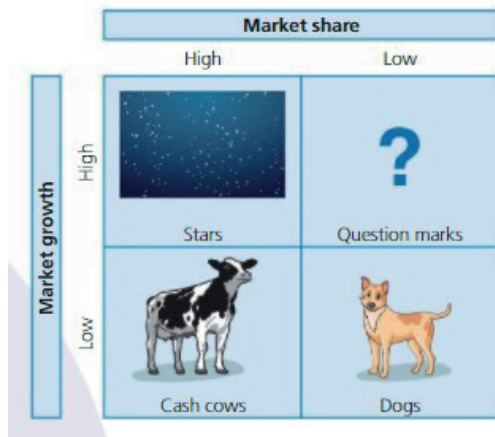 Market share
High
Low
Market growth
High
?
Stars
Question marks
Low
Cash cows
Dogs